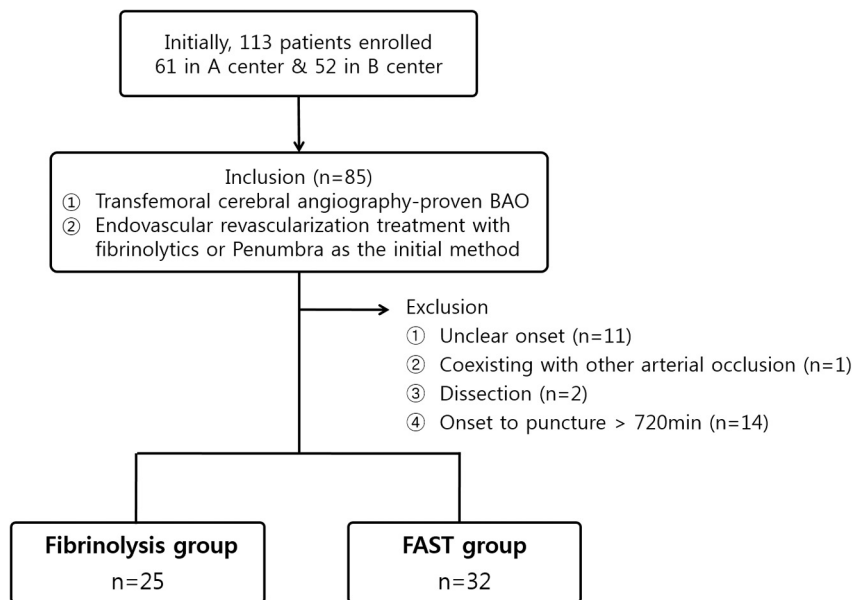 Initially, 113 patients enrolled
61 in A center & 52 in B center
Inclusion (n=85)
① Transfemoral cerebral angiography-proven BAO
② Endovascular revascularization treatment with
fibrinolytics or Penumbra as the initial method
Exclusion
① Unclear onset (n=11)
② Coexisting with other arterial occlusion (n=1)
③ Dissection (n=2)
④ Onset to puncture > 720min (n=14)
Fibrinolysis group
n=25
FAST group
n=32